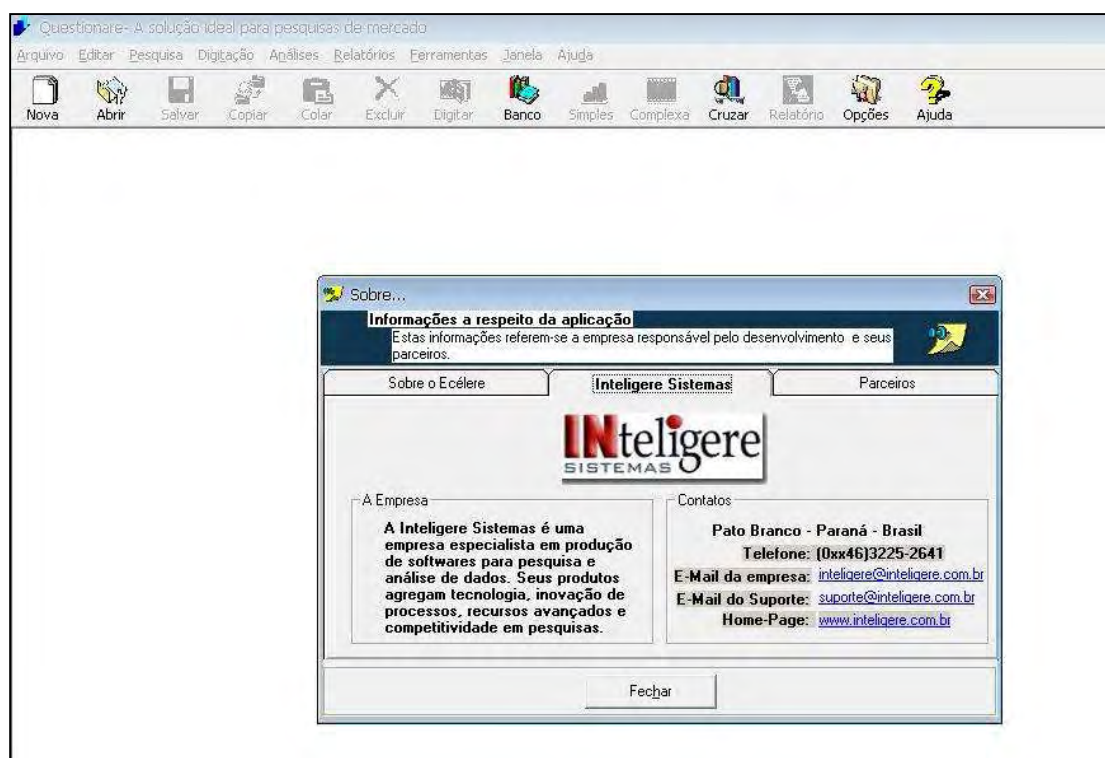 Questionare- A solução ideal para pesquisas de mercado
Arquivo Editar Pesquisa Digitação Análises Relatórios Ferramentas Janela Ajuda
Nova Abrir Salvar Copiar Colar Excluir Digitar Banco Simples Complexa Cruzar Relatório Opções Ajuda
Sobre...
Informações a respeito da aplicação
Estas informações referem-se a empresa responsável pelo desenvolvimento e seus
parceiros.
Sobre o Ecélere Inteligere Sistemas Parceiros
INteligere
SISTEMAS
A Empresa
A Inteligere Sistemas é uma
empresa especialista em produção
de softwares para pesquisa e
análise de dados. Seus produtos
agregam tecnologia, inovação de
processos, recursos avançados e
competitividade em pesquisas.
Contatos
Pato Branco - Paraná - Brasil
Telefone: (0xx46)3225-2641
E-Mail da empresa: inteligere@inteligere.com.br
E-Mail do Suporte: suporte@inteligere.com.br
Home-Page: www.inteligere.com.br
Fechar